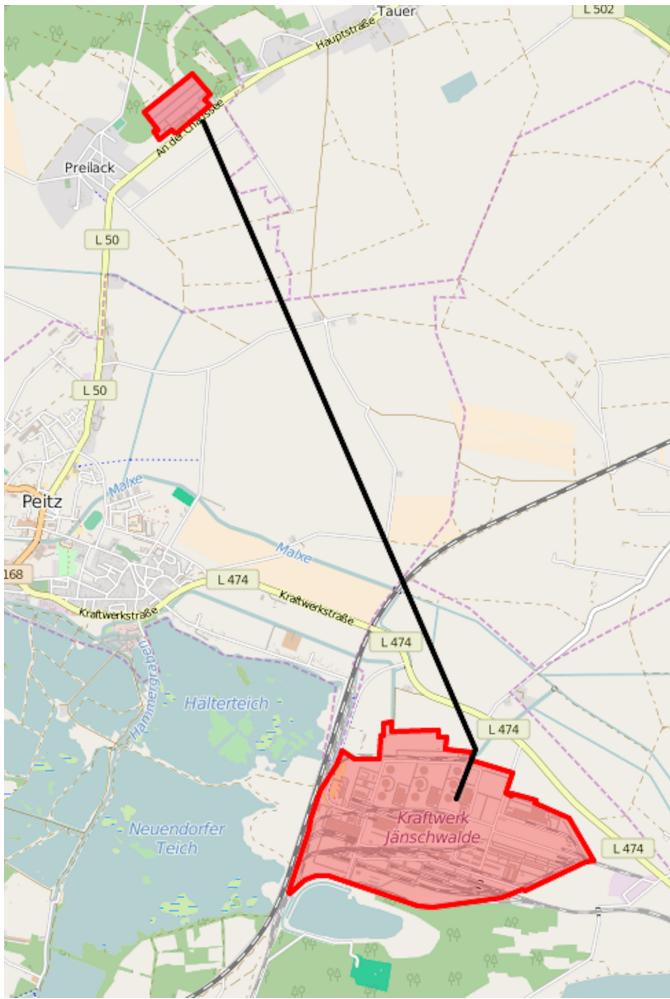 Tauer
L 502
Hauptstraße
An der Chaussee
Preilack
L 50
L 50
Malxe
Peitz
Malxe
168
L 474
Kraftwerkstraße
Kraftwerkstraße
L 474
Hammergraben
Hälterteich
L 474
Kraftwerk
Jänschwalde
Neuendorfer
Teich
L 474